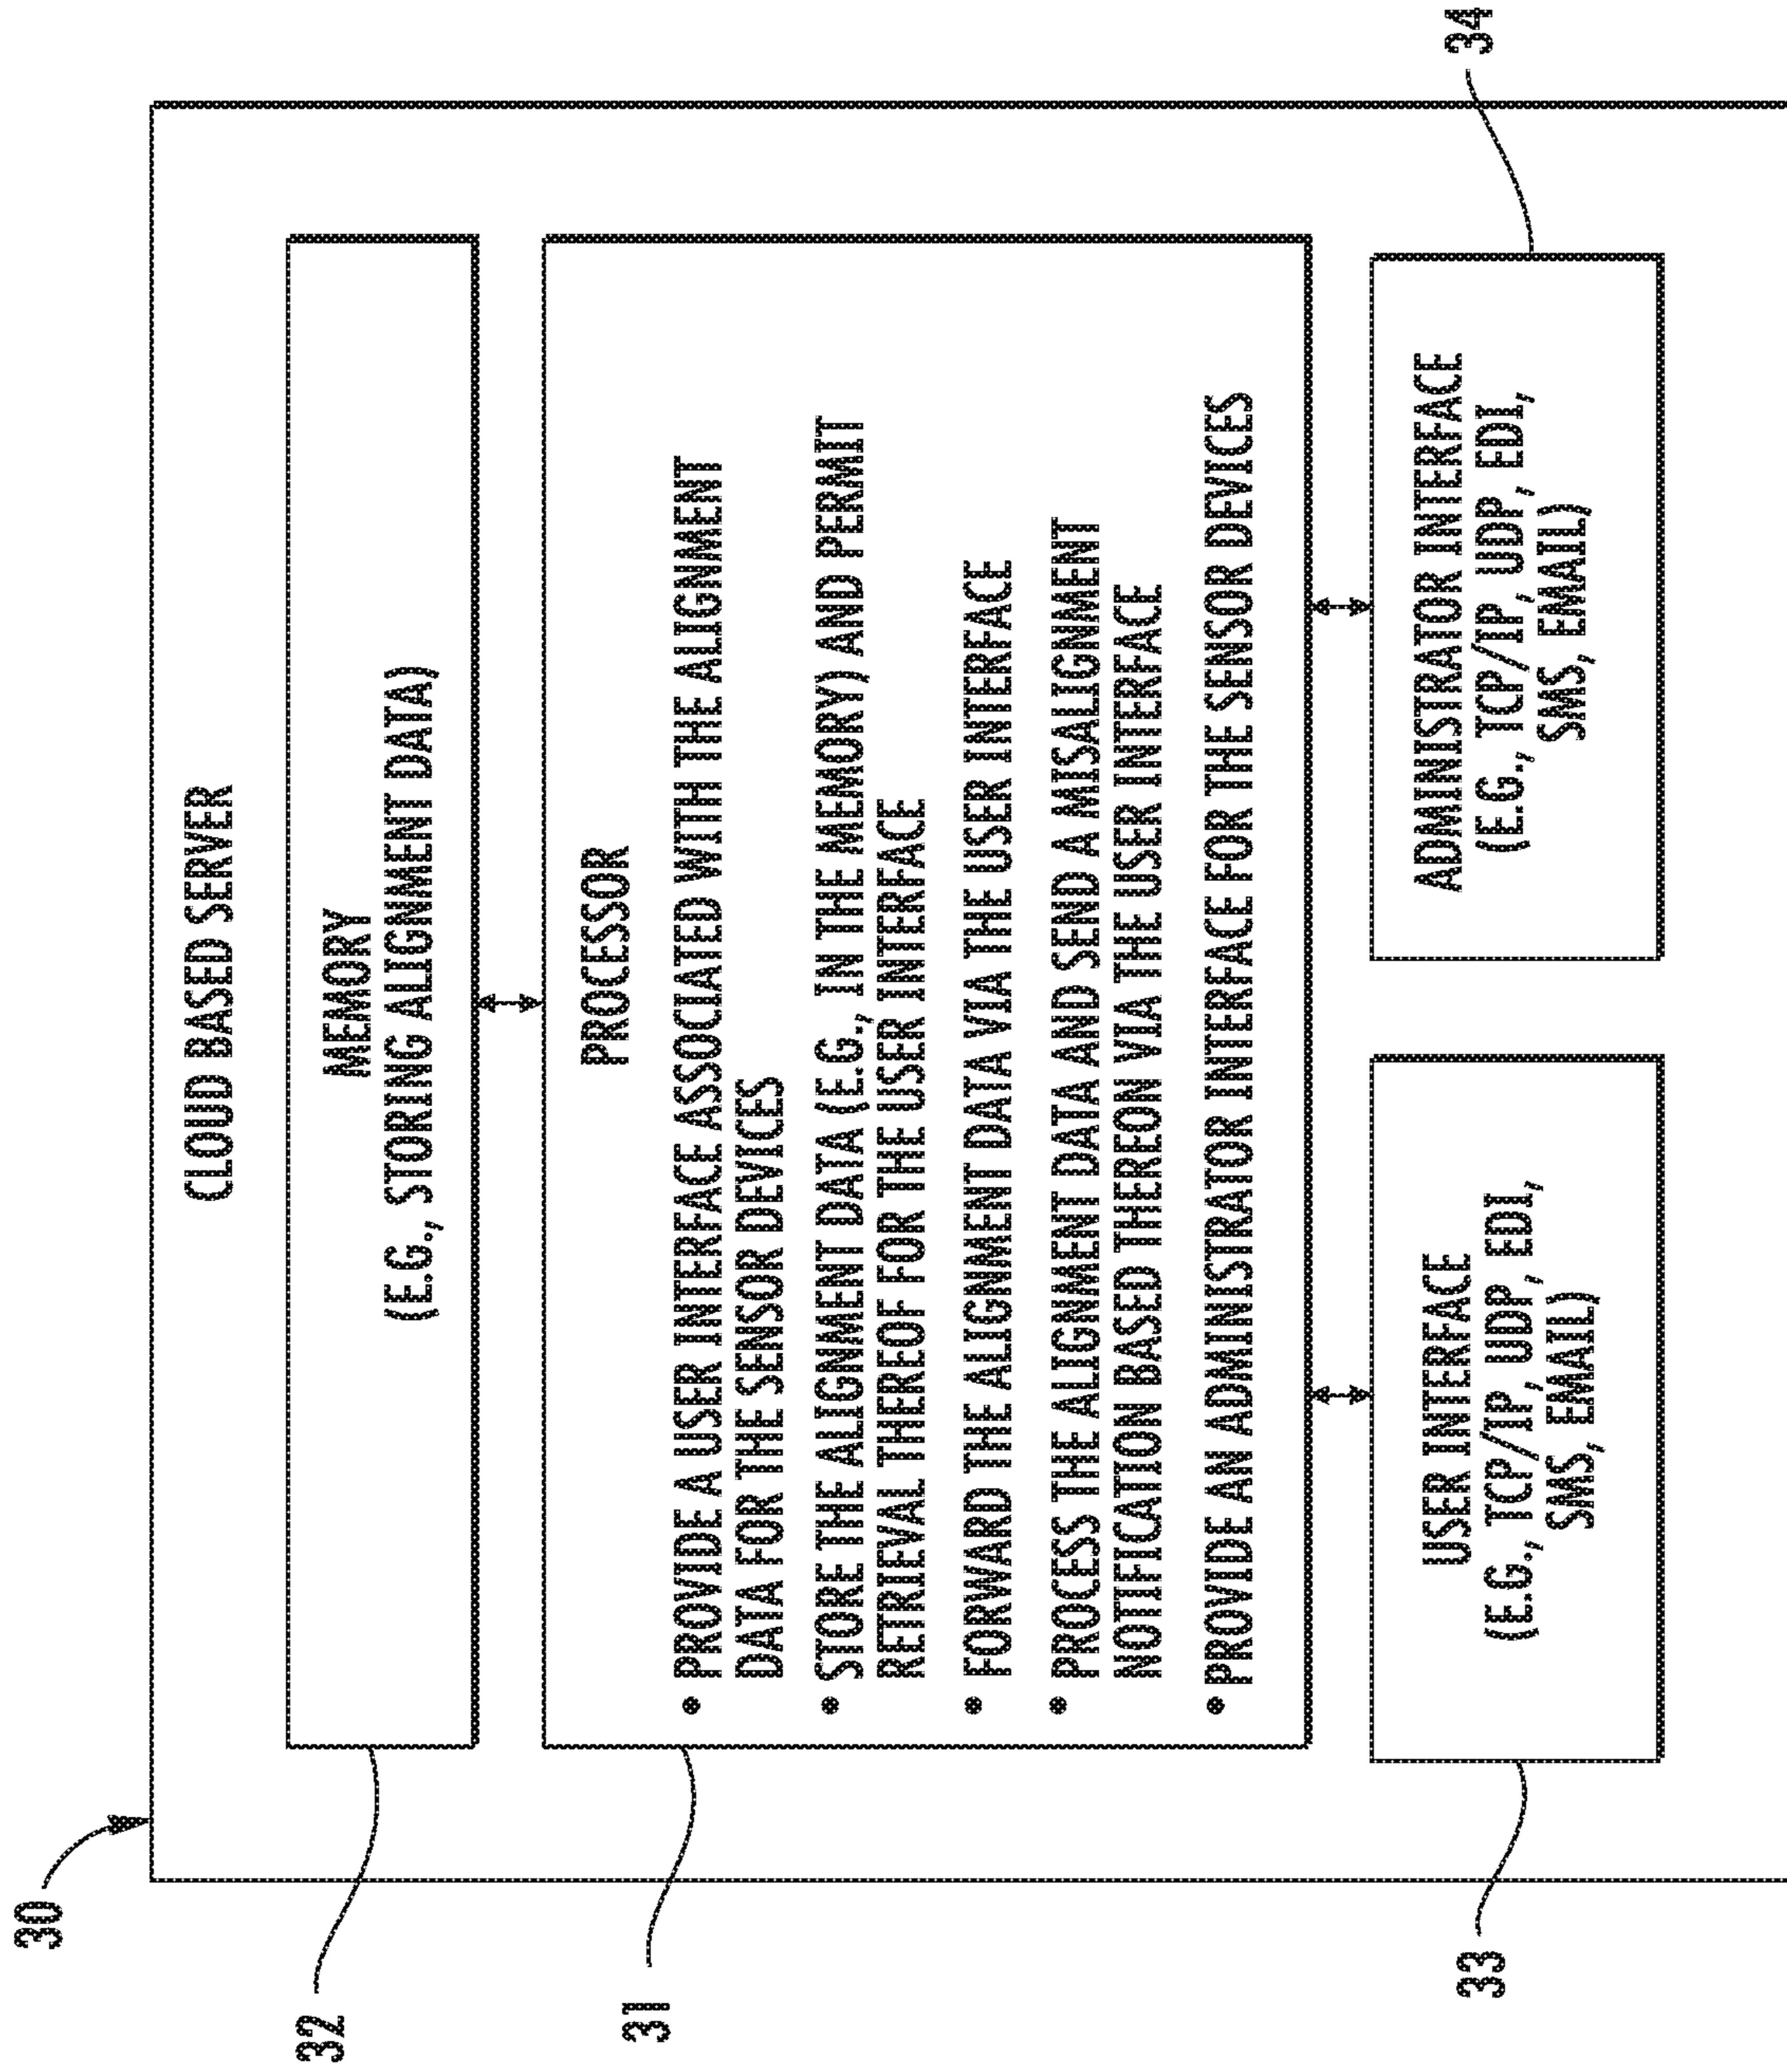 30
CLOUD BASED SERVER
32
MEMORY
(E.G., STORING ALIGNMENT DATA)
31
PROCESSOR
• PROVIDE A USER INTERFACE ASSOCIATED WITH THE ALIGNMENT
DATA FOR THE SENSOR DEVICES
• STORE THE ALIGNMENT DATA (E.G., IN THE MEMORY) AND PERMIT
RETRIEVAL THEREOF FOR THE USER INTERFACE
• FORWARD THE ALIGNMENT DATA VIA THE USER INTERFACE
• PROCESS THE ALIGNMENT DATA AND SEND A MISALIGNMENT
NOTIFICATION BASED THEREON VIA THE USER INTERFACE
• PROVIDE AN ADMINISTRATOR INTERFACE FOR THE SENSOR DEVICES
33
USER INTERFACE
(E.G., TCP/IP, UDP, EDI,
SMS, EMAIL)
ADMINISTRATOR INTERFACE
(E.G., TCP/IP, UDP, EDI,
SMS, EMAIL)
34